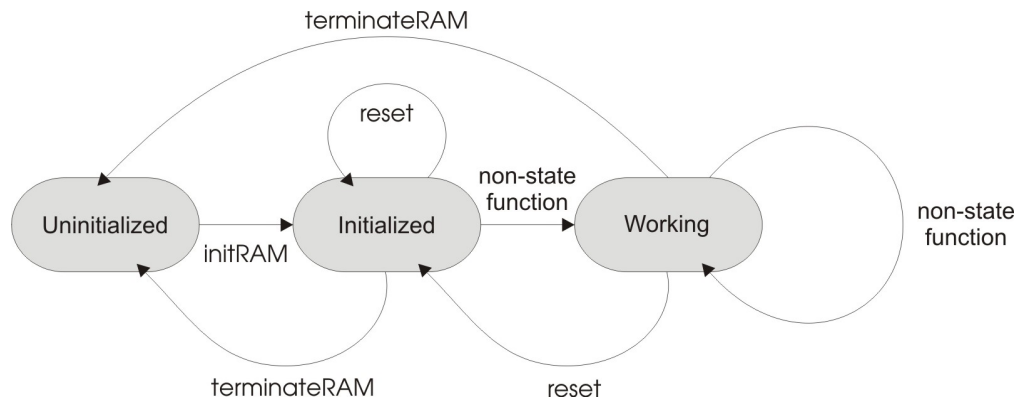 terminateRAM
reset
non-state
function
non-state
function
Uninitialized
Initialized
Working
initRAM
terminateRAM
reset